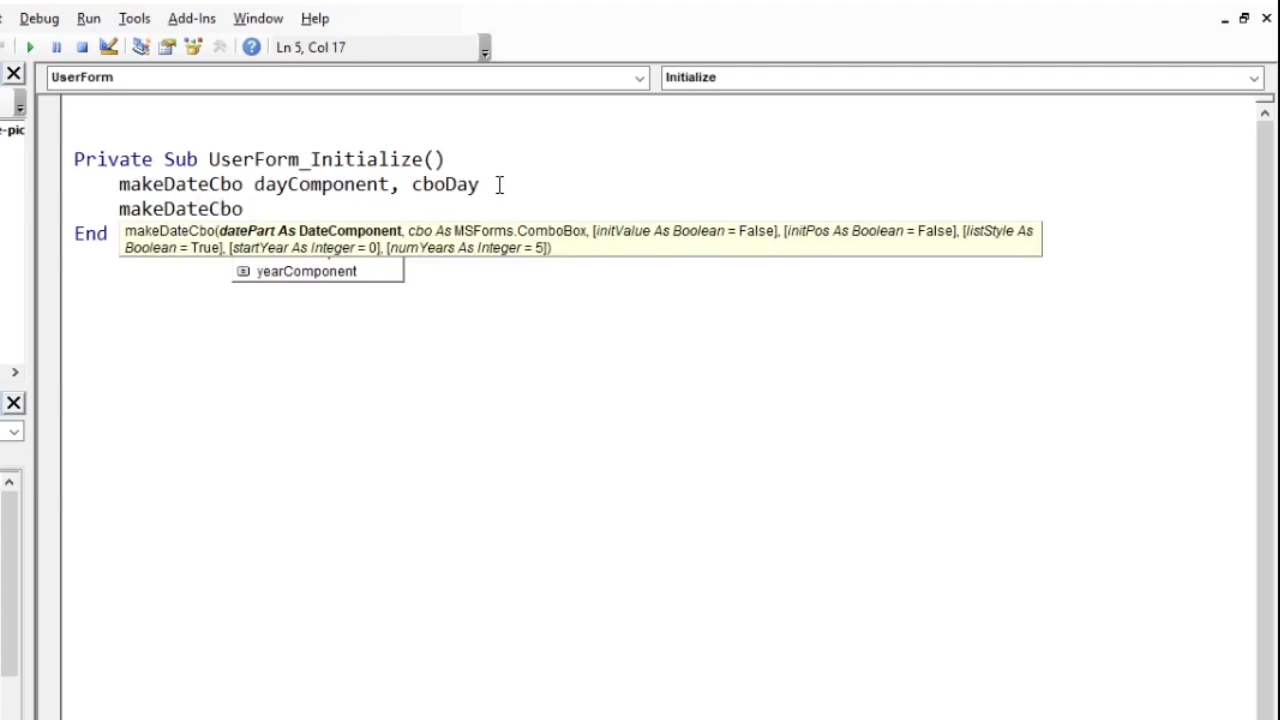 Debug Run Tools Add-Ins Window Help
Ln 5, Col 17
UserForm Initialize
e-pic
Private Sub UserForm_Initialize()
makeDateCbo dayComponent, cboDay
makeDateCbo
End
makeDateCbo(datePart As DateComponent, cbo As MSForms.ComboBox, [initValue As Boolean = False], [initPos As Boolean = False], [listStyle As
Boolean = True], [startYear As Integer = 0], [numYears As Integer = 5])
yearComponent